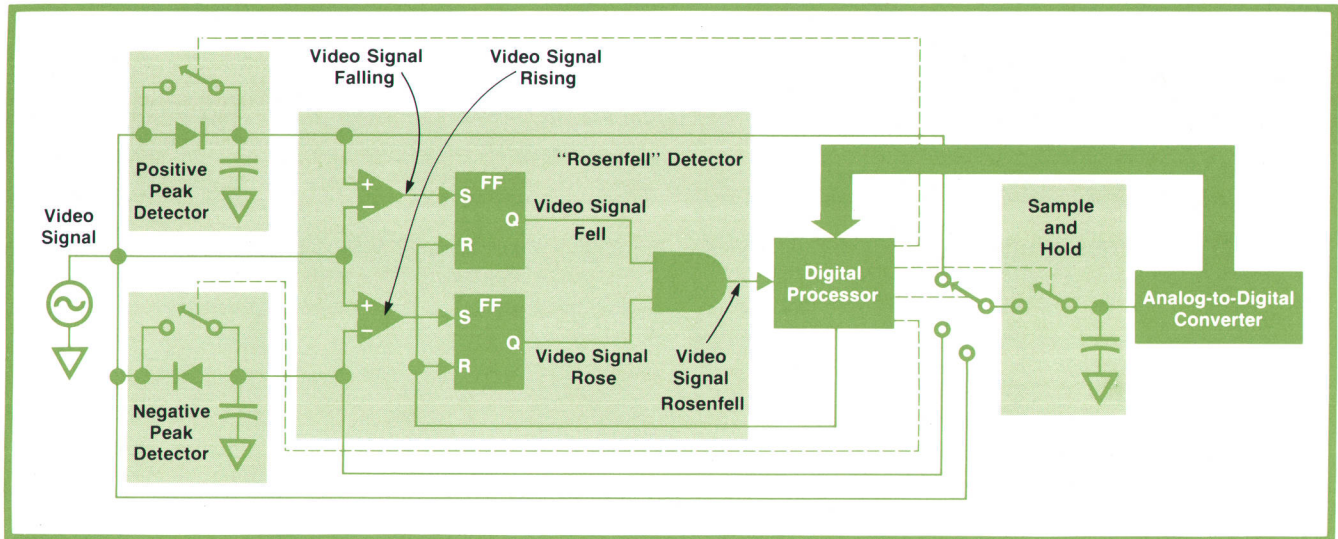 Video Signal
Falling
Video Signal
Rising
Positive
Peak
Detector
Video
Signal
Negative
Peak
Detector
"Rosenfell" Detector
+
−
+
−
FF
S
Q
R
FF
S
Q
R
Video Signal
Fell
Video Signal
Rose
Video
Signal
Rosenfell
Digital
Processor
Sample
and
Hold
Analog-to-Digital
Converter